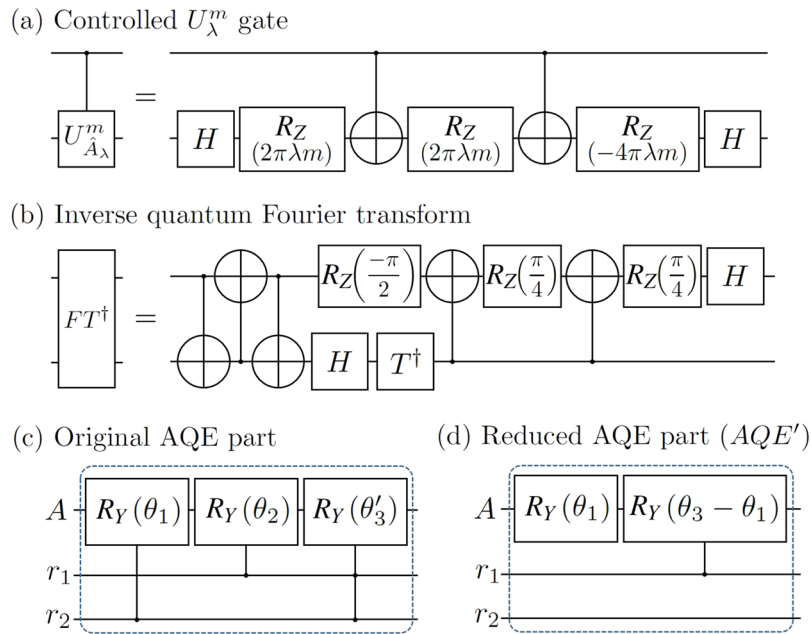 (a) Controlled U_λ^m gate
U^m_{Â_λ} = H R_Z (2πλm) R_Z (2πλm) R_Z (−4πλm) H
(b) Inverse quantum Fourier transform
R_Z(−π/2) R_Z(π/4) R_Z(π/4) H
FT† =
H T†
(c) Original AQE part
A R_Y(θ_1) R_Y(θ_2) R_Y(θ'_3)
r_1
r_2
(d) Reduced AQE part (AQE′)
A R_Y(θ_1) R_Y(θ_3 − θ_1)
r_1
r_2